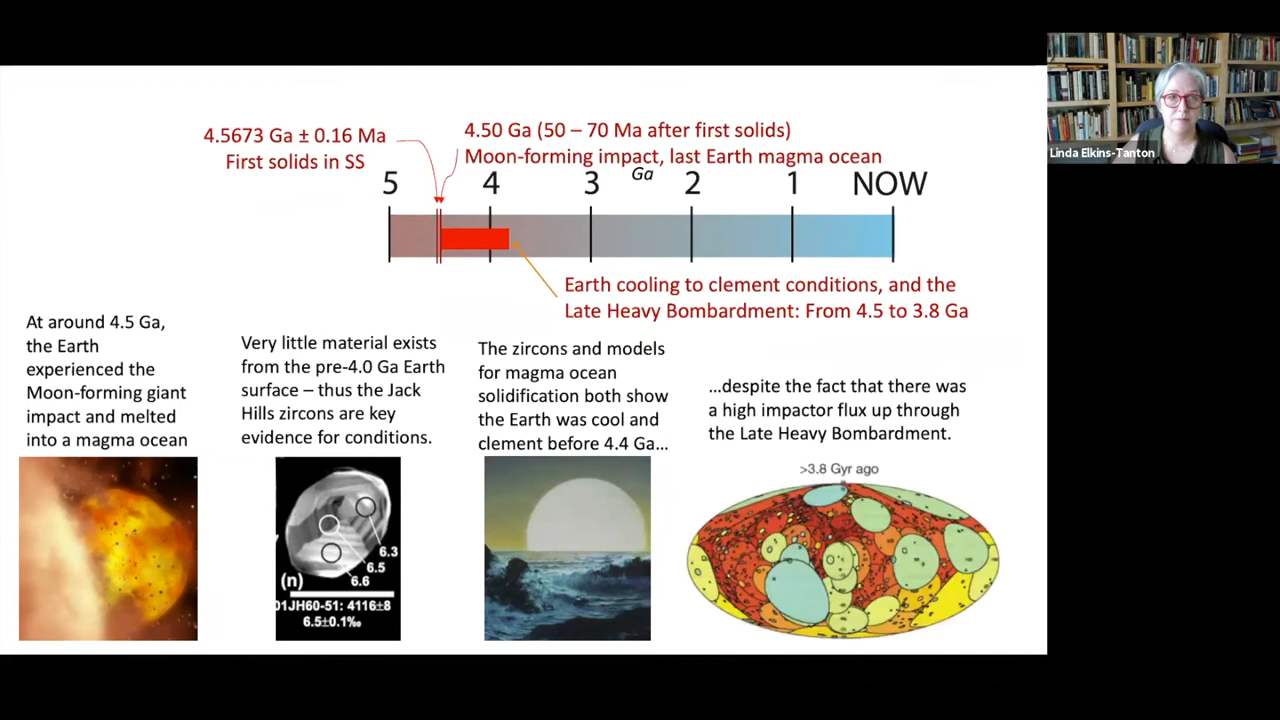 4.5673 Ga ± 0.16 Ma
First solids in SS
4.50 Ga (50 – 70 Ma after first solids)
Moon-forming impact, last Earth magma ocean
Ga
5 4 3 2 1 NOW
Earth cooling to clement conditions, and the
Late Heavy Bombardment: From 4.5 to 3.8 Ga
At around 4.5 Ga,
the Earth
experienced the
Moon-forming giant
impact and melted
into a magma ocean
Very little material exists
from the pre-4.0 Ga Earth
surface – thus the Jack
Hills zircons are key
evidence for conditions.
The zircons and models
for magma ocean
solidification both show
the Earth was cool and
clement before 4.4 Ga...
...despite the fact that there was
a high impactor flux up through
the Late Heavy Bombardment.
6.3
6.5
6.6
(n)
01JH60-51: 4116±8
6.5±0.1‰
>3.8 Gyr ago
Linda Elkins-Tanton